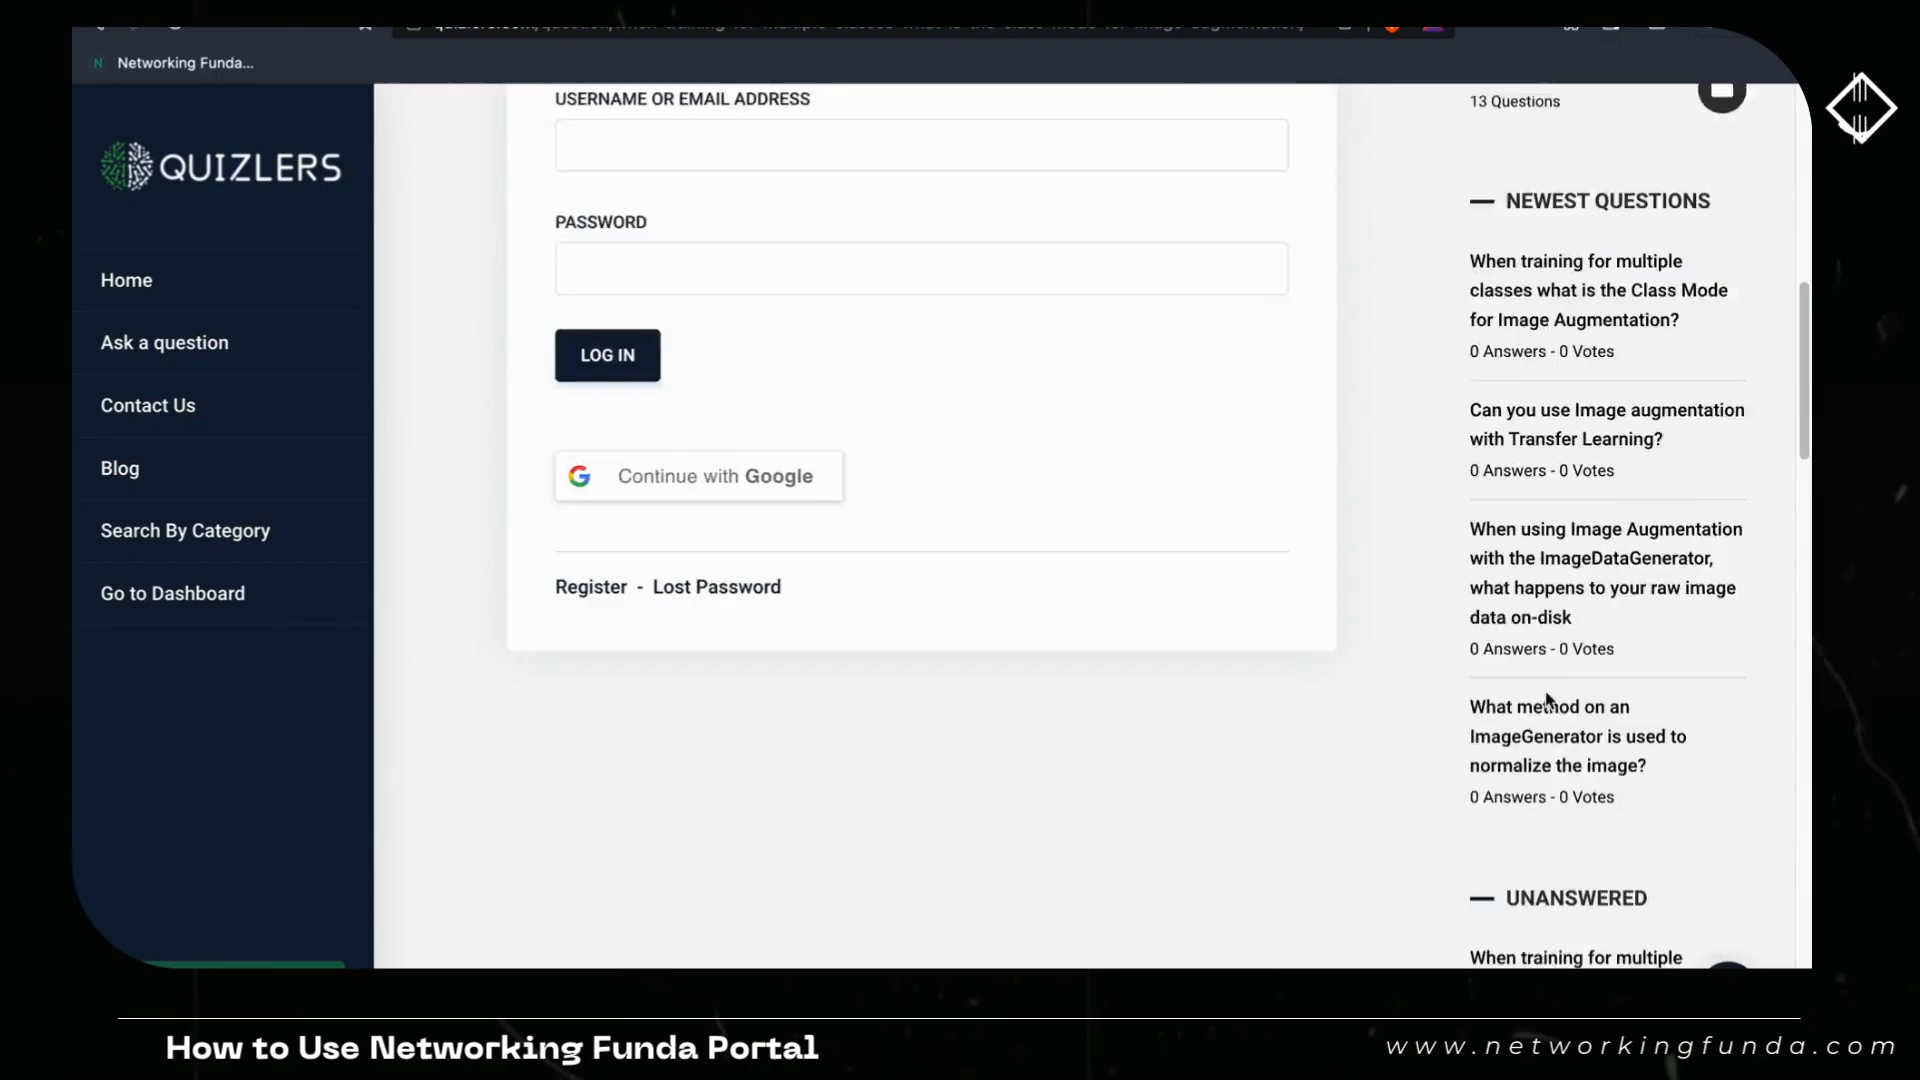 Networking Funda...
QUIZLERS
Home
Ask a question
Contact Us
Blog
Search By Category
Go to Dashboard
USERNAME OR EMAIL ADDRESS
PASSWORD
LOG IN
Continue with Google
Register - Lost Password
13 Questions
NEWEST QUESTIONS
When training for multiple
classes what is the Class Mode
for Image Augmentation?
0 Answers - 0 Votes
Can you use Image augmentation
with Transfer Learning?
0 Answers - 0 Votes
When using Image Augmentation
with the ImageDataGenerator,
what happens to your raw image
data on-disk
0 Answers - 0 Votes
What method on an
ImageGenerator is used to
normalize the image?
0 Answers - 0 Votes
UNANSWERED
When training for multiple
How to Use Networking Funda Portal
www.networkingfunda.com